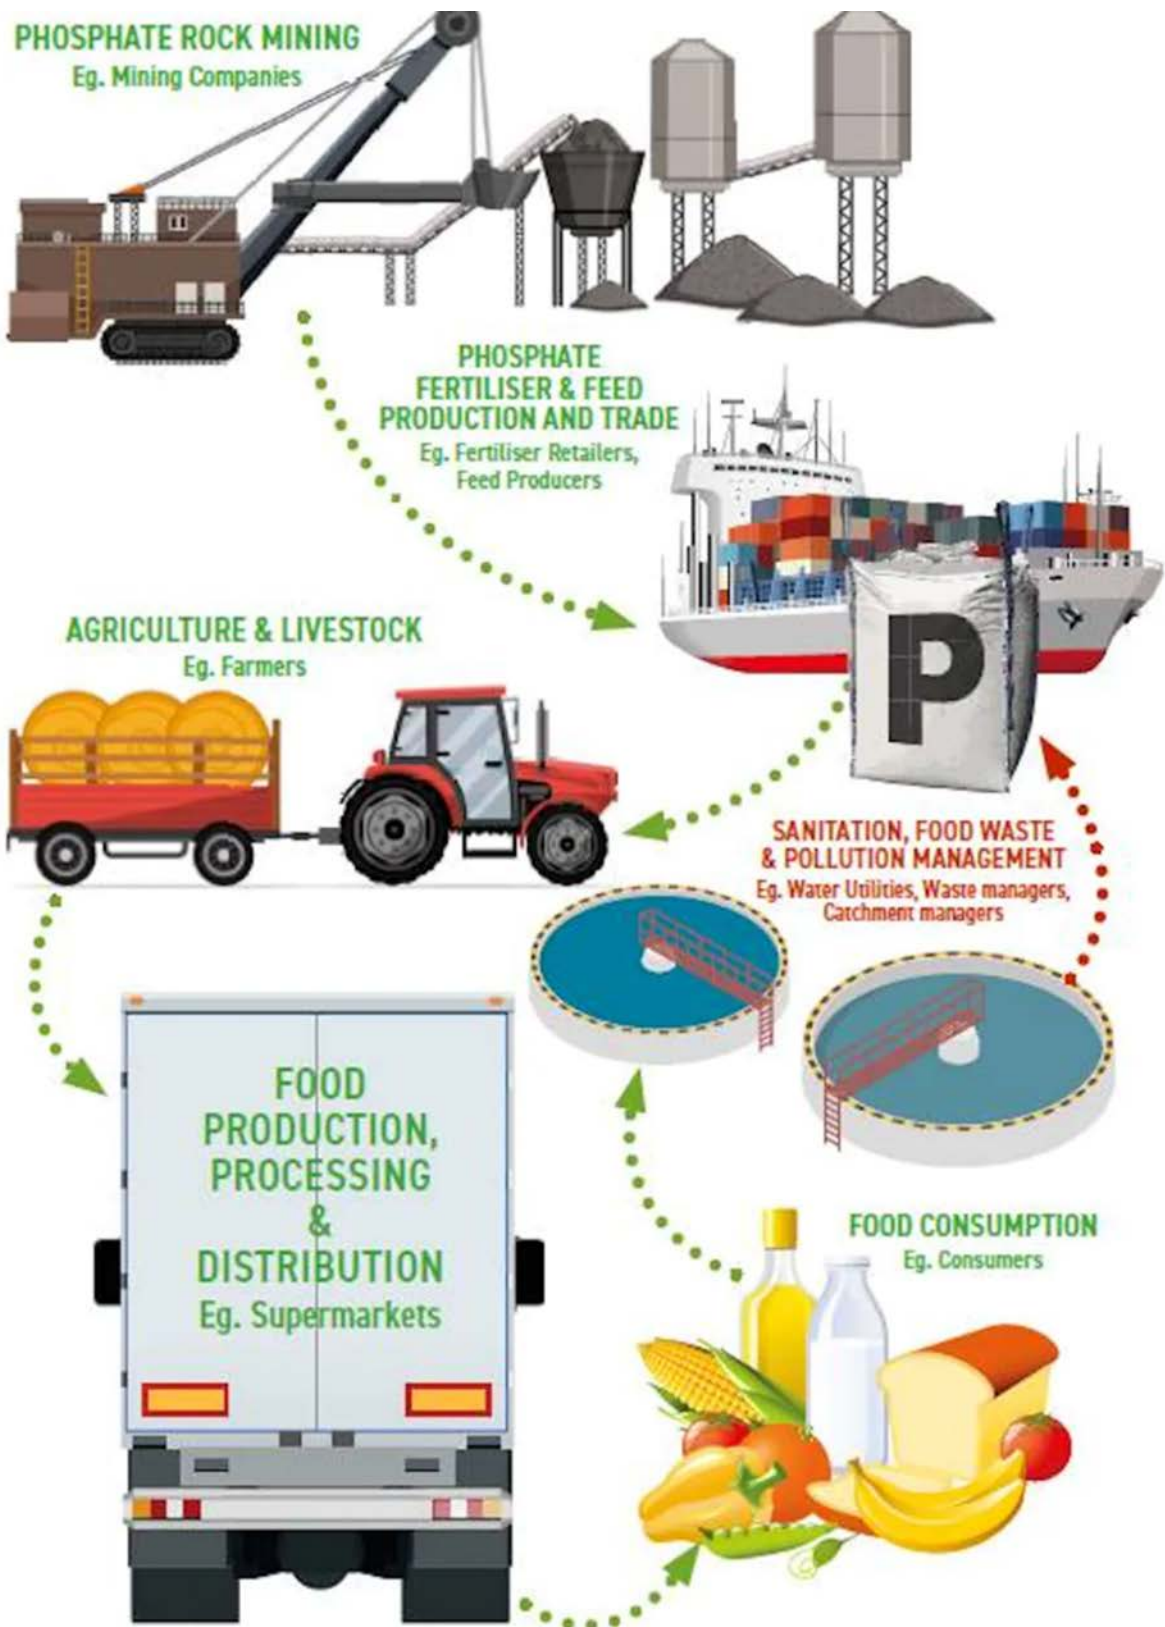 PHOSPHATE ROCK MINING
Eg. Mining Companies
PHOSPHATE
FERTILISER & FEED
PRODUCTION AND TRADE
Eg. Fertiliser Retailers,
Feed Producers
P
AGRICULTURE & LIVESTOCK
Eg. Farmers
SANITATION, FOOD WASTE
& POLLUTION MANAGEMENT
Eg. Water Utilities, Waste managers,
Catchment managers
FOOD
PRODUCTION,
PROCESSING
&
DISTRIBUTION
Eg. Supermarkets
FOOD CONSUMPTION
Eg. Consumers